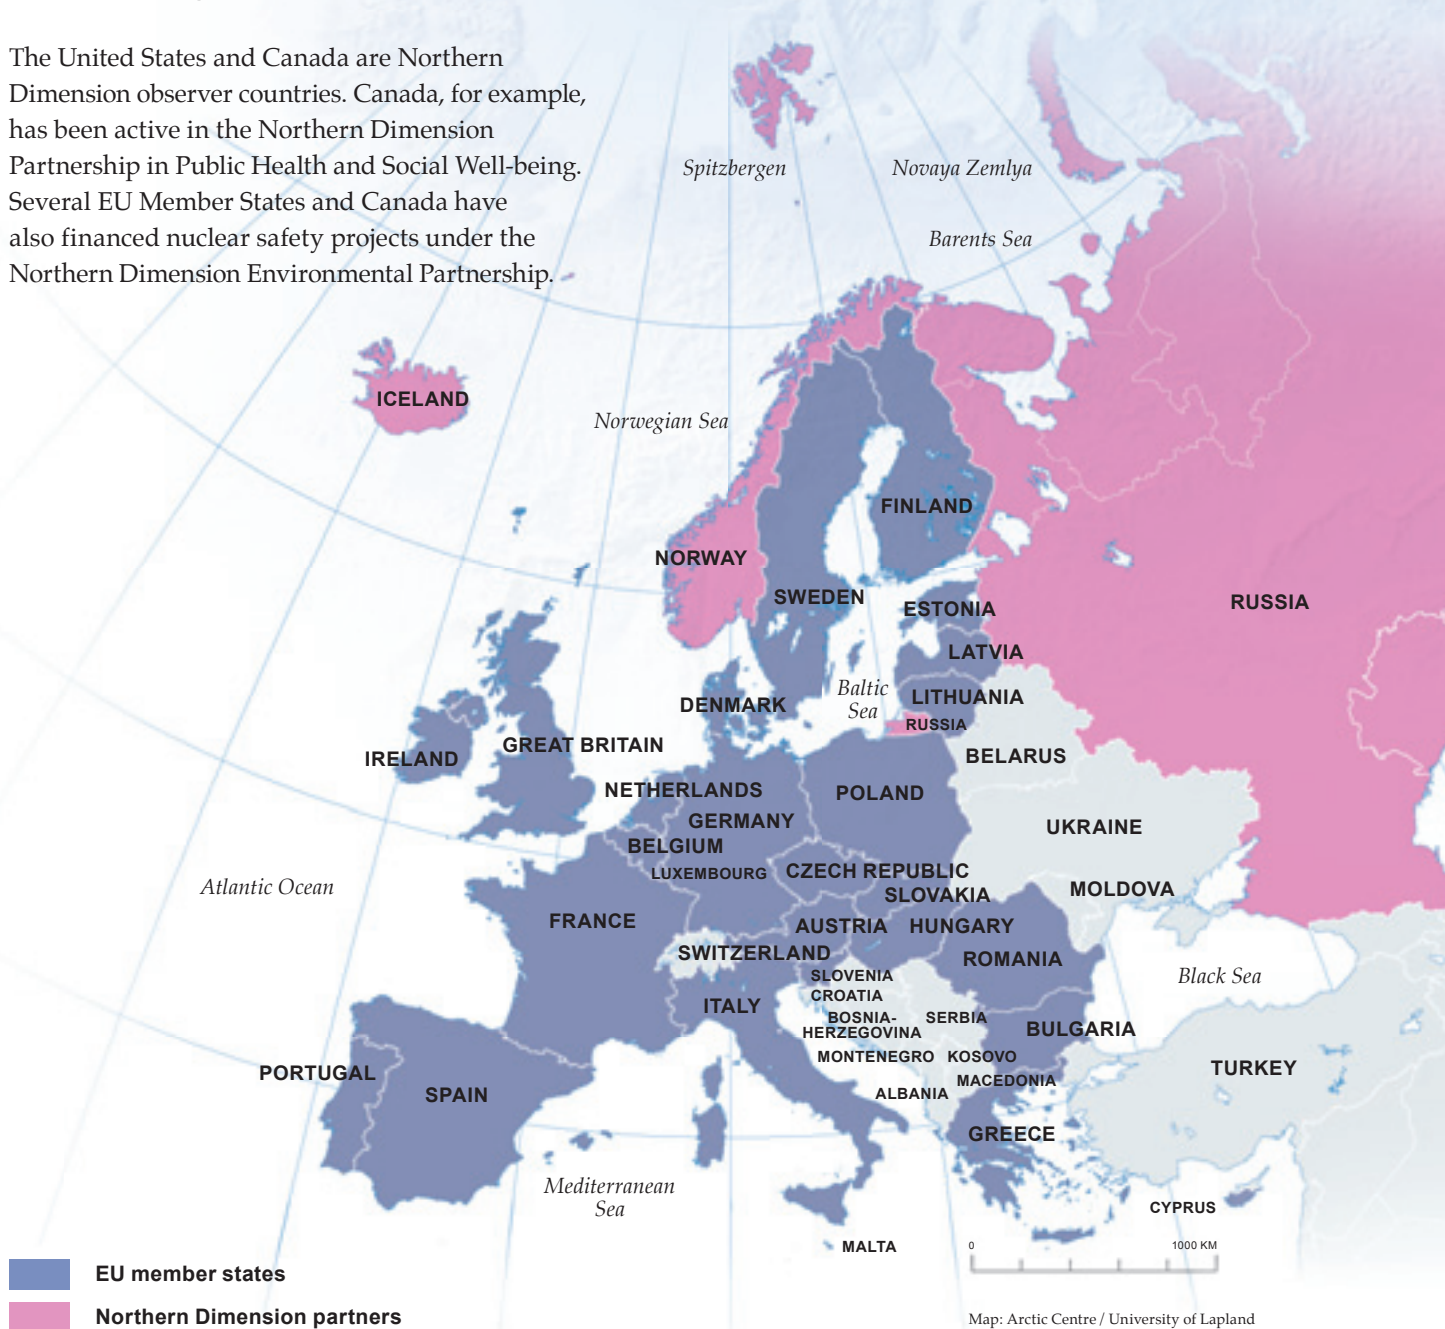 The United States and Canada are Northern
Dimension observer countries. Canada, for example,
has been active in the Northern Dimension
Partnership in Public Health and Social Well-being.
Several EU Member States and Canada have
also financed nuclear safety projects under the
Northern Dimension Environmental Partnership.
Spitzbergen
Novaya Zemlya
Barents Sea
ICELAND
Norwegian Sea
FINLAND
NORWAY
SWEDEN
ESTONIA
RUSSIA
LATVIA
Baltic
Sea
LITHUANIA
DENMARK
RUSSIA
IRELAND
GREAT BRITAIN
BELARUS
NETHERLANDS
POLAND
GERMANY
UKRAINE
BELGIUM
LUXEMBOURG
CZECH REPUBLIC
Atlantic Ocean
SLOVAKIA
MOLDOVA
FRANCE
AUSTRIA
HUNGARY
SWITZERLAND
ROMANIA
SLOVENIA
Black Sea
CROATIA
ITALY
BOSNIA-
HERZEGOVINA
SERBIA
BULGARIA
MONTENEGRO
KOSOVO
PORTUGAL
TURKEY
SPAIN
MACEDONIA
ALBANIA
GREECE
Mediterranean
Sea
CYPRUS
MALTA
0
1000 KM
EU member states
Northern Dimension partners
Map: Arctic Centre / University of Lapland